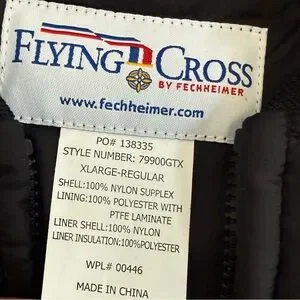 FLYING CROSS
BY FECHHEIMER
www.fechheimer.com
PO# 138335
STYLE NUMBER: 79900GTX
XLARGE-REGULAR
SHELL:100% NYLON SUPPLEX
LINING:100% POLYESTER WITH
PTFE LAMINATE
LINER SHELL:100% NYLON
LINER INSULATION:100%POLYESTER
WPL# 00446
MADE IN CHINA